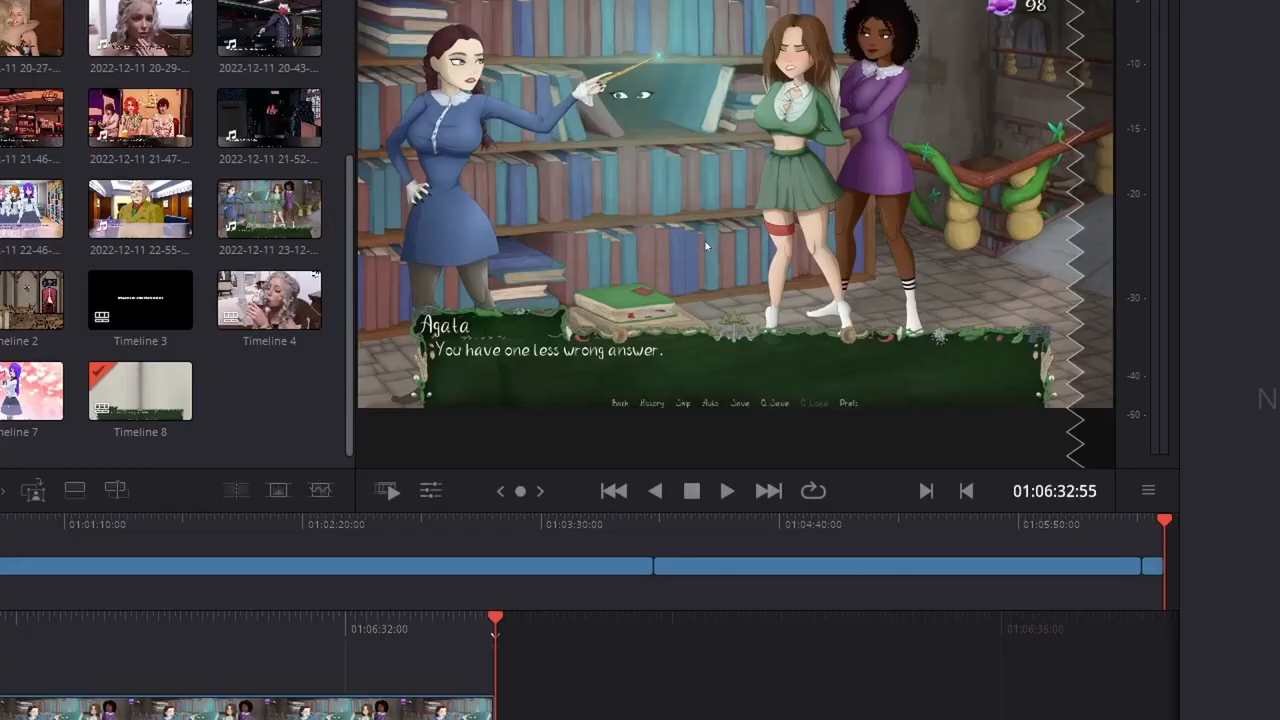 98
11 20-27-...
2022-12-11 20-29-...
2022-12-11 20-43-...
11 21-46-...
2022-12-11 21-47-...
2022-12-11 21-52-...
11 22-46-...
2022-12-11 22-55-...
2022-12-11 23-12-...
meline 2
Timeline 3
Timeline 4
meline 7
Timeline 8
Agata
You have one less wrong answer.
Back History Skip Auto Save Q.Save Q.Load Prefs
-10
-15
-20
-30
-40
-50
N
01:06:32:55
01:01:10:00
01:02:20:00
01:03:30:00
01:04:40:00
01:05:50:00
01:06:32:00
01:06:36:00